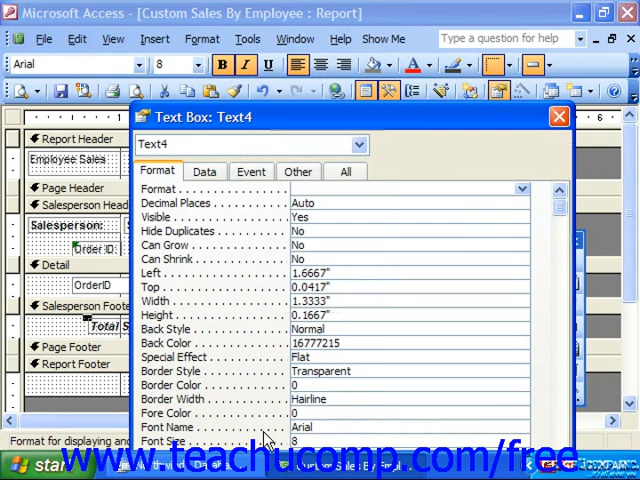 Microsoft Access - [Custom Sales By Employee : Report]
File Edit View Insert Format Tools Window Help Show Me Type a question for help
Arial 8 B I U A
Text Box: Text4
Text4
Format Data Event Other All
Report Header
Employee Sales
Page Header
Salesperson Head
Salesperson:
Order ID:
Detail
OrderID
Salesperson Foote
Total S
Page Footer
Report Footer
Format
Decimal Places Auto
Visible Yes
Hide Duplicates No
Can Grow No
Can Shrink No
Left 1.6667"
Top 0.0417"
Width 1.3333"
Height 0.1667"
Back Style Normal
Back Color 16777215
Special Effect Flat
Border Style Transparent
Border Color 0
Border Width Hairline
Fore Color 0
Font Name Arial
Font Size 8
Format for displaying an
www.teachucomp.com/free
start